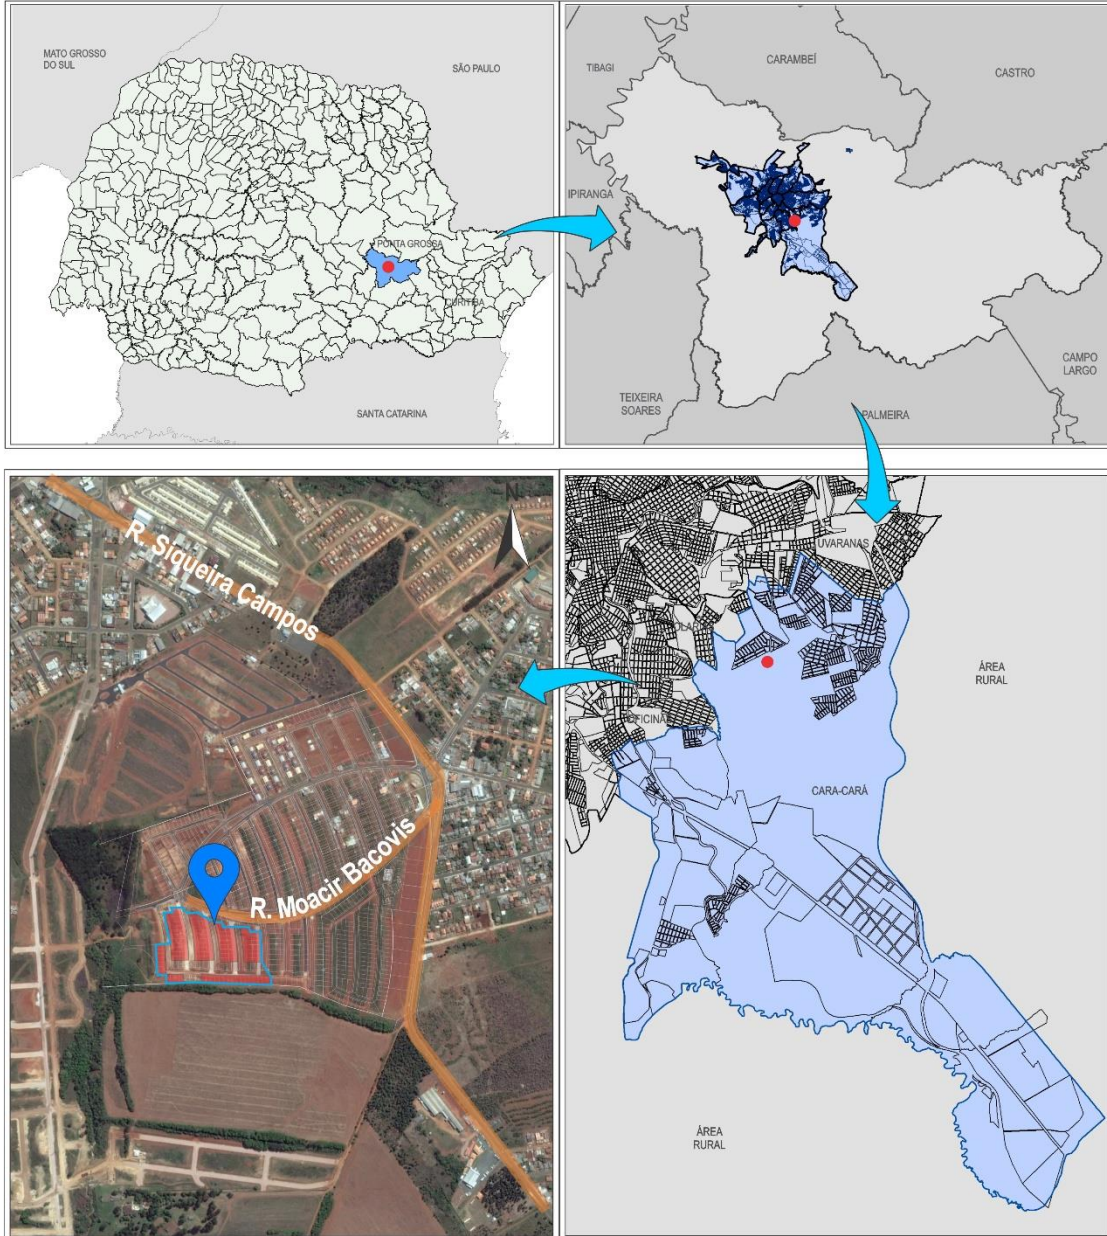 MATO GROSSO
DO SUL
SÃO PAULO
PONTA GROSSA
CURITIBA
SANTA CATARINA
TIBAGI
CARAMBEÍ
CASTRO
IPIRANGA
CAMPO
LARGO
TEIXEIRA
SOARES
PALMEIRA
N
R. Siqueira Campos
R. Moacir Bacovis
UVARANAS
OFICINAS
ÁREA
RURAL
CARA-CARÁ
ÁREA
RURAL